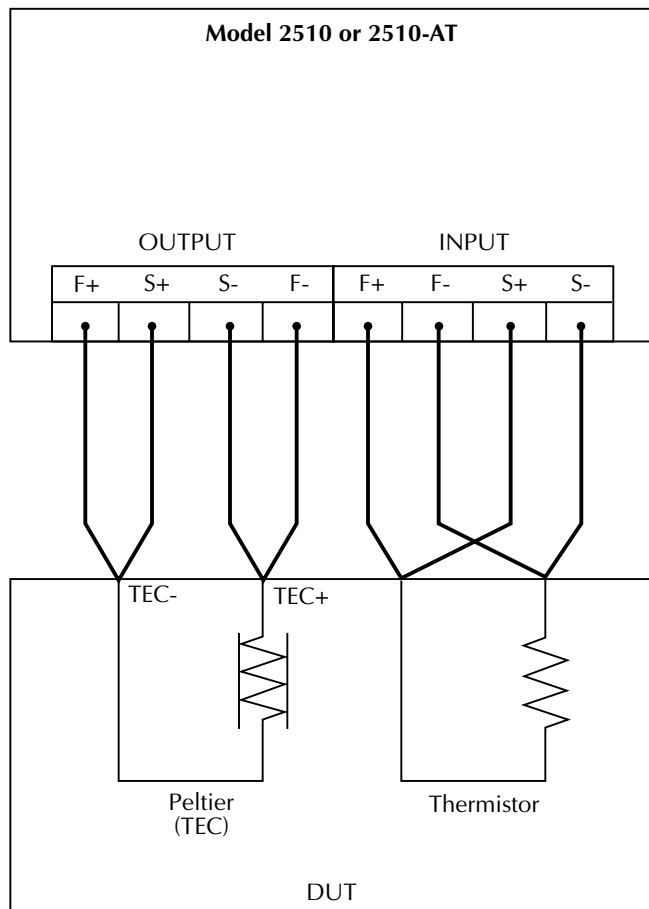 Model 2510 or 2510-AT
OUTPUT INPUT
F+ S+ S- F- F+ F- S+ S-
TEC- TEC+
Peltier
(TEC)
Thermistor
DUT